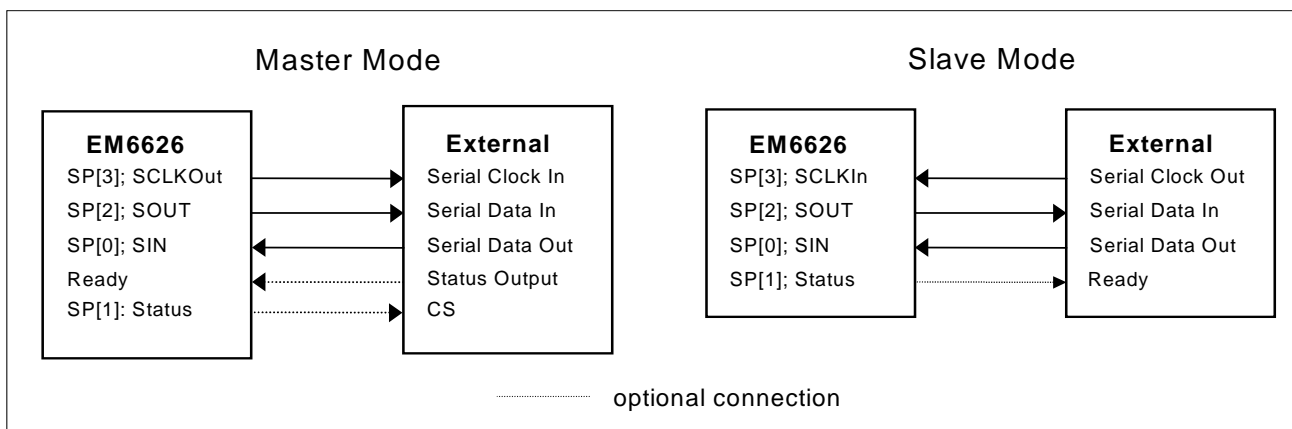 Master Mode
EM6626
SP[3]; SCLKOut
SP[2]; SOUT
SP[0]; SIN
Ready
SP[1]: Status
External
Serial Clock In
Serial Data In
Serial Data Out
Status Output
CS
Slave Mode
EM6626
SP[3]; SCLKIn
SP[2]; SOUT
SP[0]; SIN
SP[1]; Status
External
Serial Clock Out
Serial Data In
Serial Data Out
Ready
optional connection